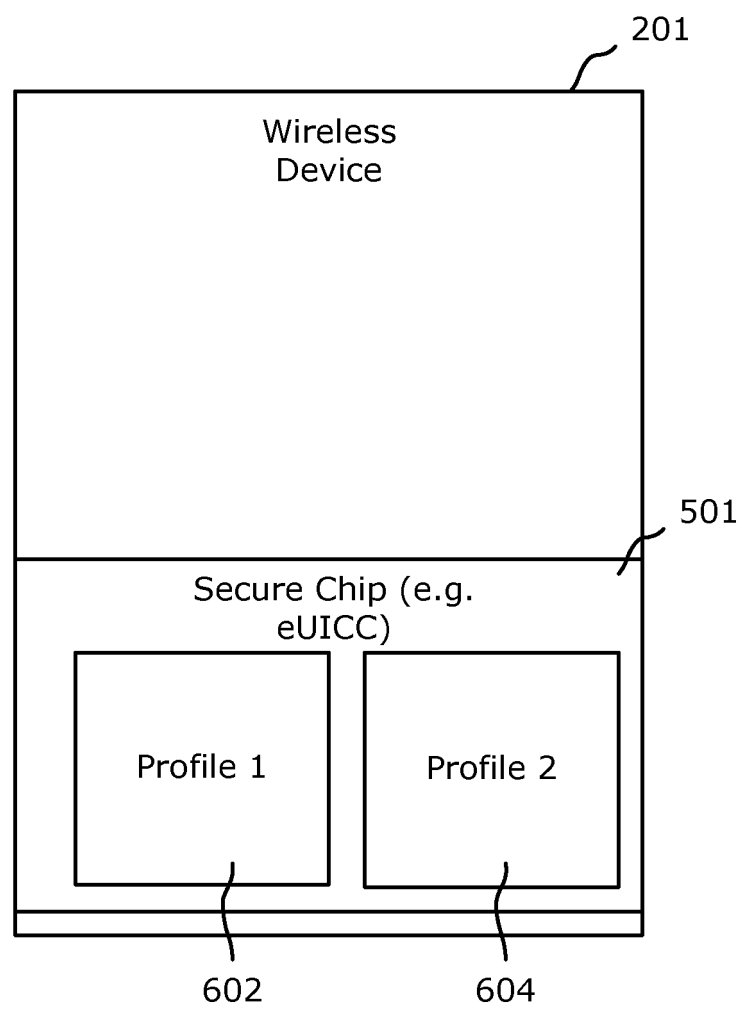 201
Wireless
Device
501
Secure Chip (e.g.
eUICC)
Profile 1
Profile 2
602
604